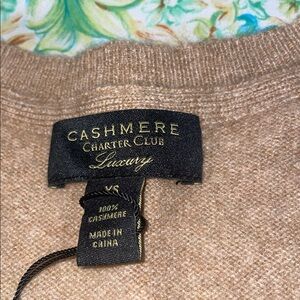 CASHMERE
CHARTER CLUB
Luxury
XS
100%
CASHMERE
MADE IN
CHINA